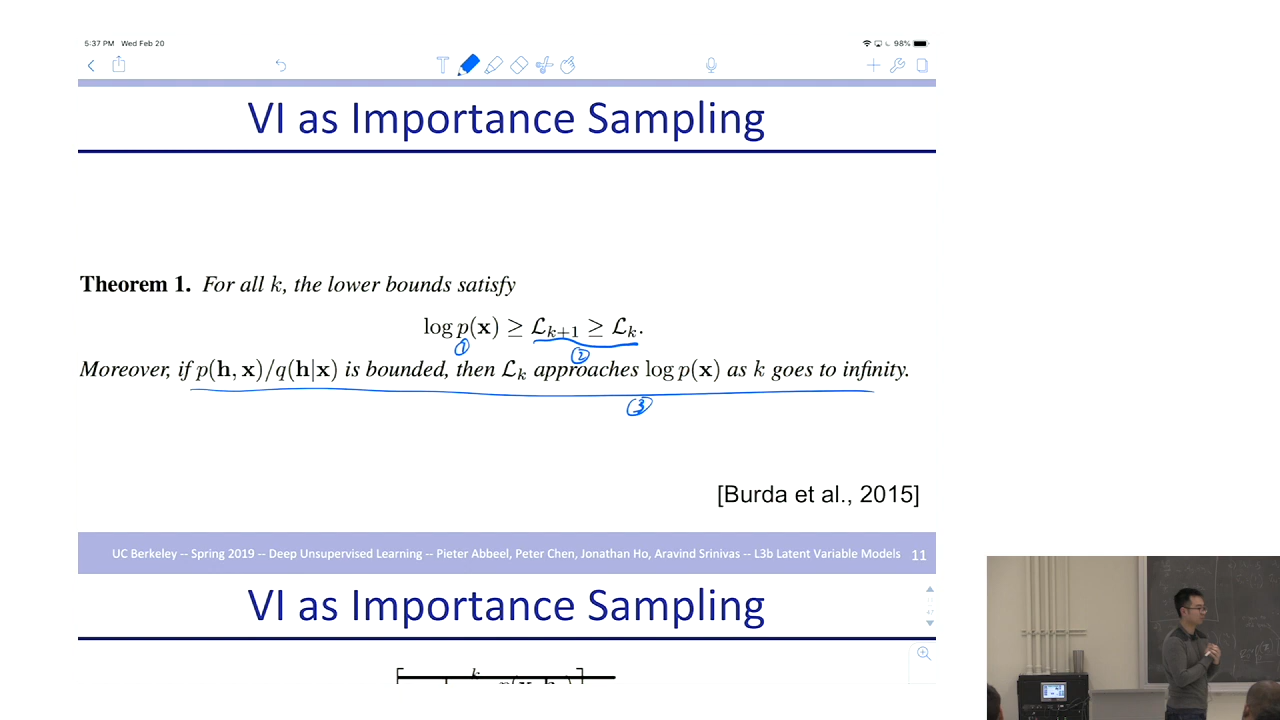 5:37 PM Wed Feb 20
98%
VI as Importance Sampling
Theorem 1. For all k, the lower bounds satisfy
log p(x) ≥ ℒₖ₊₁ ≥ ℒₖ.
① ②
Moreover, if p(h, x)/q(h|x) is bounded, then ℒₖ approaches log p(x) as k goes to infinity.
③
[Burda et al., 2015]
UC Berkeley -- Spring 2019 -- Deep Unsupervised Learning -- Pieter Abbeel, Peter Chen, Jonathan Ho, Aravind Srinivas -- L3b Latent Variable Models 11
VI as Importance Sampling